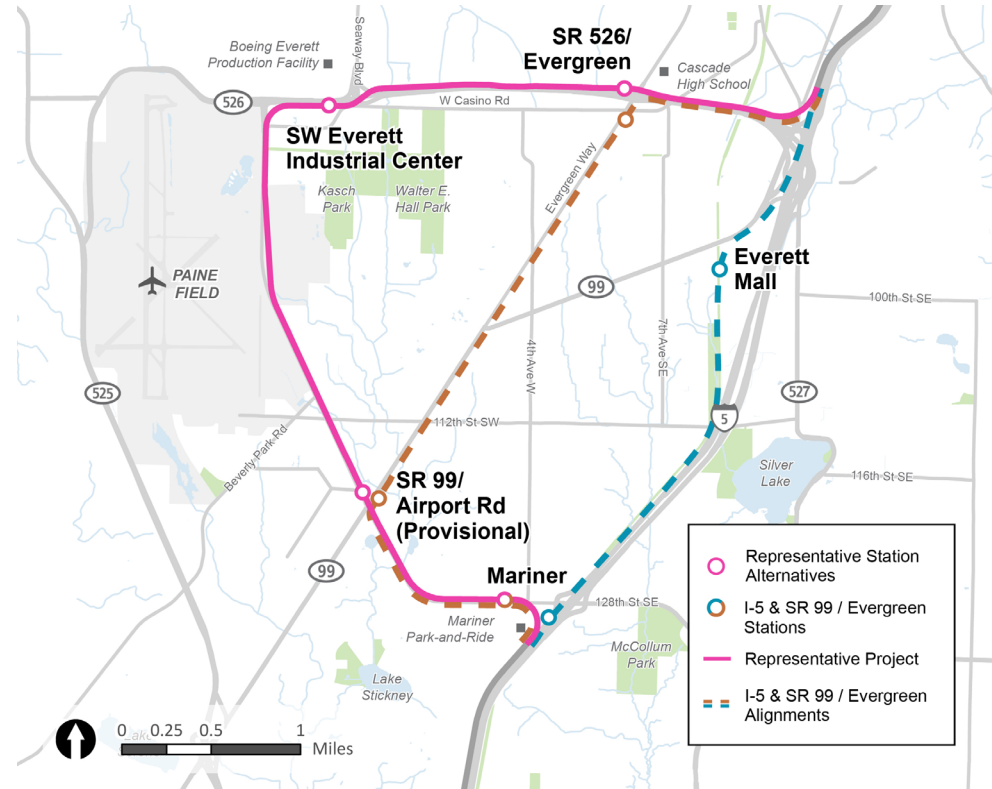 SR 526/
Evergreen
Boeing Everett
Production Facility
Seaway Blvd
Cascade
High School
526
W Casino Rd
SW Everett
Industrial Center
Kasch
Park
Walter E.
Hall Park
Evergreen Way
Everett
Mall
PAINE
FIELD
99
100th St SE
7th Ave SE
4th Ave W
525
527
5
112th St SW
Beverly Park Rd
SR 99/
Airport Rd
(Provisional)
Silver
Lake
116th St SE
99
Mariner
128th St SE
Mariner
Park-and-Ride
McCollum
Park
Lake
Stickney
Representative Station
Alternatives
I-5 & SR 99 / Evergreen
Stations
Representative Project
I-5 & SR 99 / Evergreen
Alignments
0 0.25 0.5 1
Miles
Lake